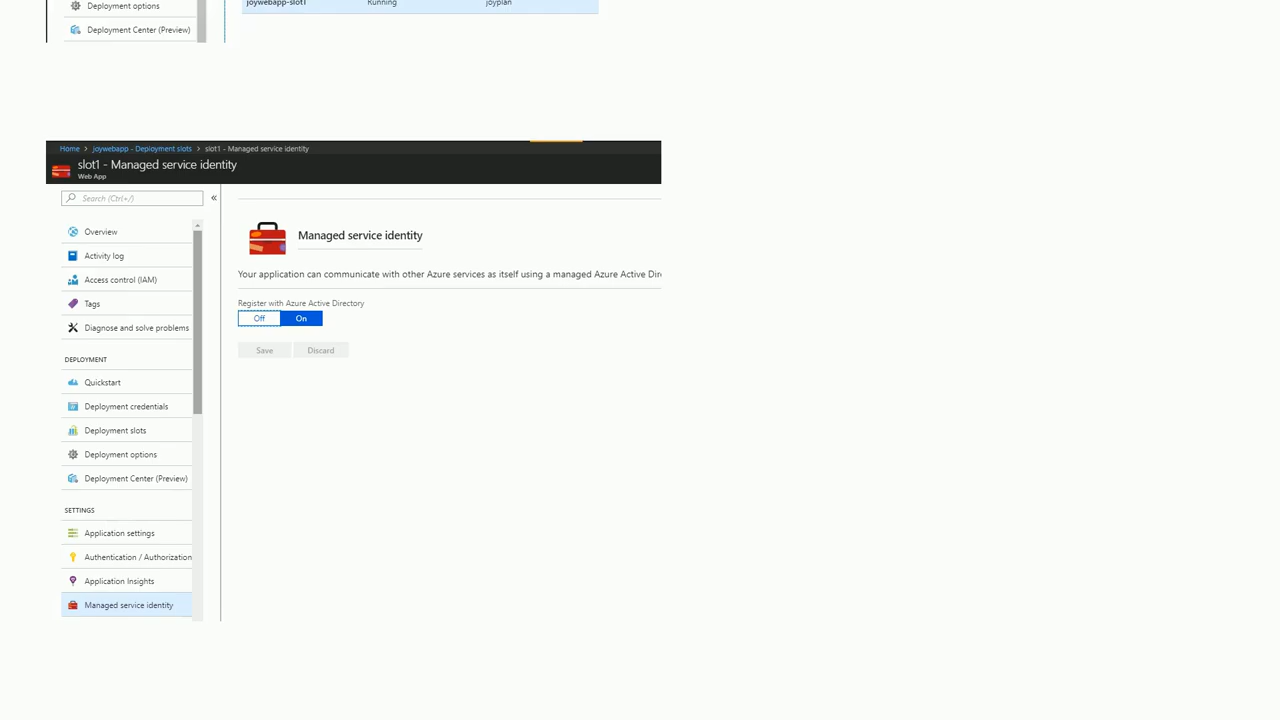 Deployment options
joywebapp-slot1 Running joyplan
Deployment Center (Preview)
Home > joywebapp - Deployment slots > slot1 - Managed service identity
slot1 - Managed service identity
Web App
Search (Ctrl+/)
«
Overview
Activity log
Access control (IAM)
Tags
Diagnose and solve problems
DEPLOYMENT
Quickstart
Deployment credentials
Deployment slots
Deployment options
Deployment Center (Preview)
SETTINGS
Application settings
Authentication / Authorization
Application Insights
Managed service identity
Managed service identity
Your application can communicate with other Azure services as itself using a managed Azure Active Dire
Register with Azure Active Directory
Off On
Save Discard